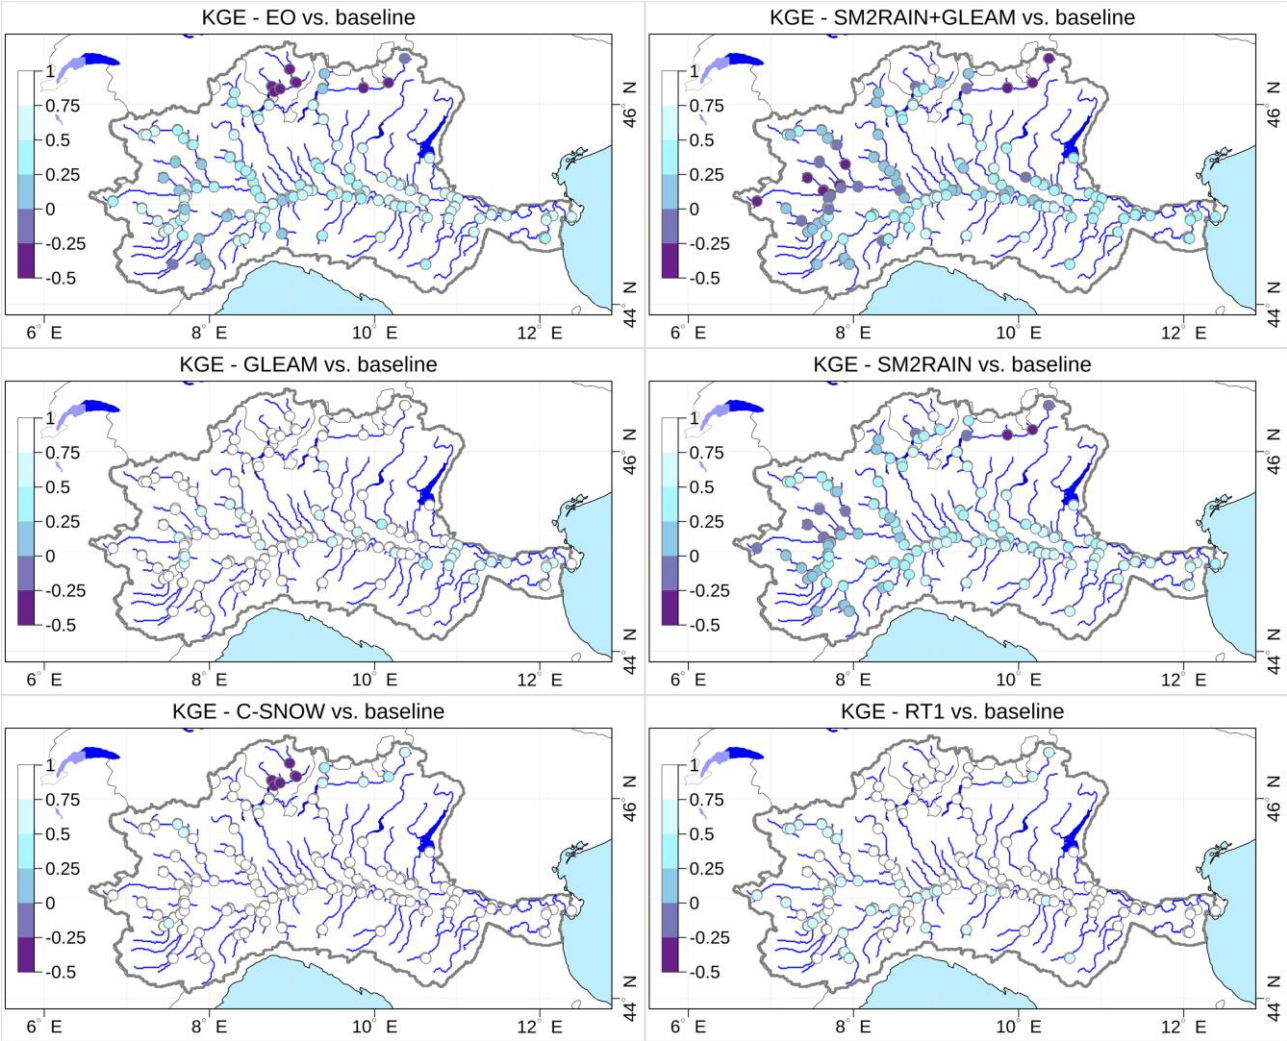 KGE - EO vs. baseline
1
0.75
0.5
0.25
0
-0.25
-0.5
46° N
44° N
6° E 8° E 10° E 12° E
KGE - SM2RAIN+GLEAM vs. baseline
1
0.75
0.5
0.25
0
-0.25
-0.5
46° N
44° N
6° E 8° E 10° E 12° E
KGE - GLEAM vs. baseline
1
0.75
0.5
0.25
0
-0.25
-0.5
46° N
44° N
6° E 8° E 10° E 12° E
KGE - SM2RAIN vs. baseline
1
0.75
0.5
0.25
0
-0.25
-0.5
46° N
44° N
6° E 8° E 10° E 12° E
KGE - C-SNOW vs. baseline
1
0.75
0.5
0.25
0
-0.25
-0.5
46° N
44° N
6° E 8° E 10° E 12° E
KGE - RT1 vs. baseline
1
0.75
0.5
0.25
0
-0.25
-0.5
46° N
44° N
6° E 8° E 10° E 12° E